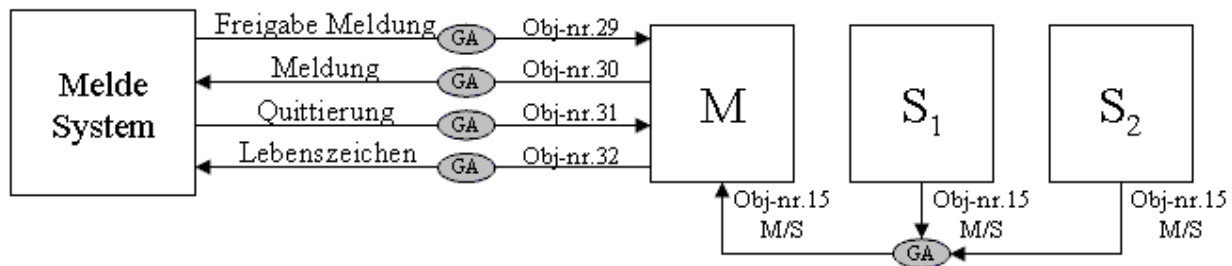 Freigabe Meldung GA Obj-nr.29
Meldung GA Obj-nr.30
Quittierung GA Obj-nr.31
Lebenszeichen GA Obj-nr.32
Melde
System
M
S1
S2
Obj-nr.15
M/S
Obj-nr.15
M/S
Obj-nr.15
M/S
GA